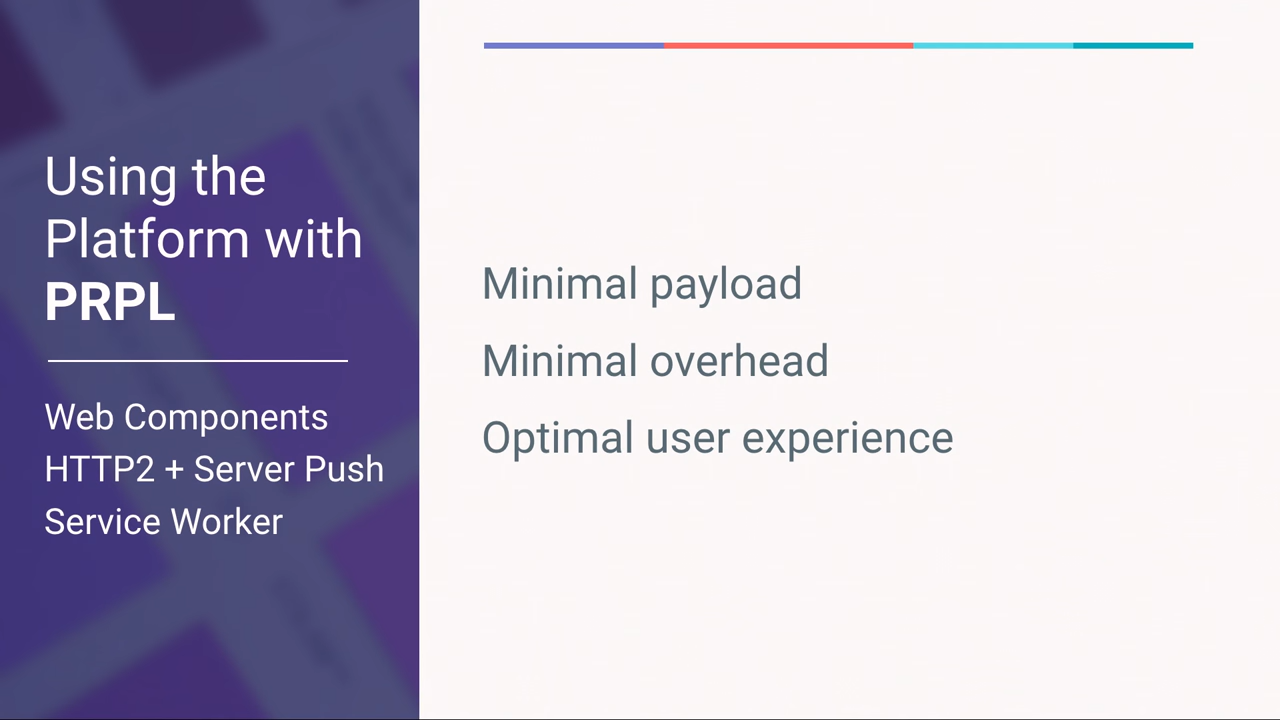 Using the
Platform with
PRPL
Web Components
HTTP2 + Server Push
Service Worker
Minimal payload
Minimal overhead
Optimal user experience